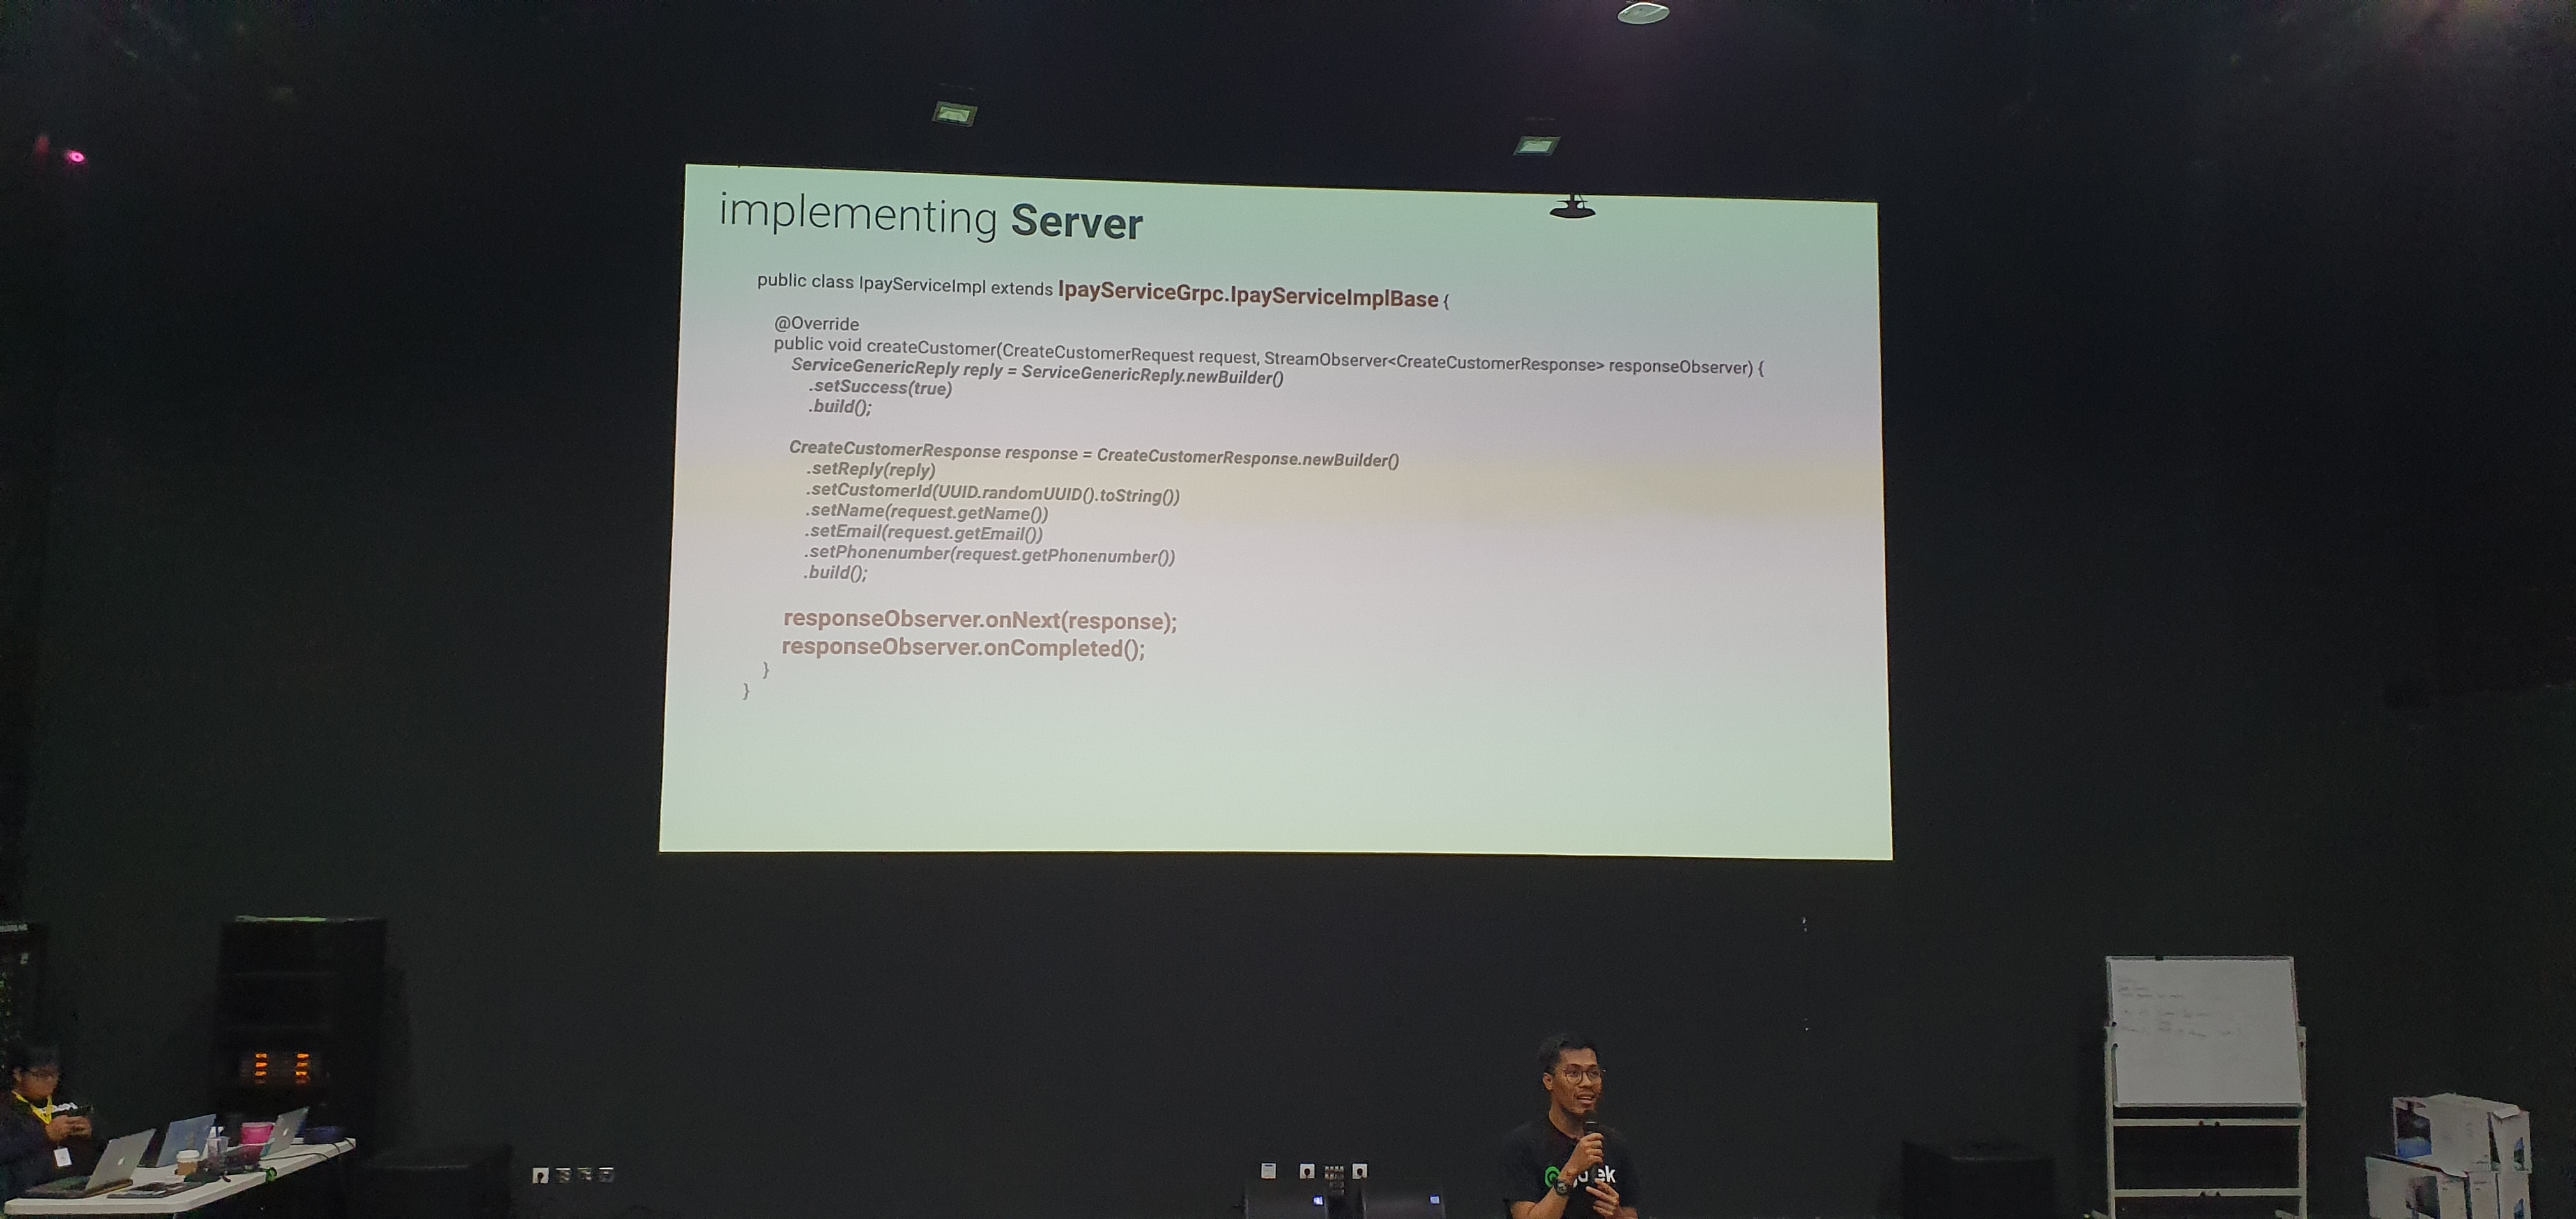 implementing Server
public class IpayServiceImpl extends IpayServiceGrpc.IpayServiceImplBase {
@Override
public void createCustomer(CreateCustomerRequest request, StreamObserver<CreateCustomerResponse> responseObserver) {
ServiceGenericReply reply = ServiceGenericReply.newBuilder()
.setSuccess(true)
.build();
CreateCustomerResponse response = CreateCustomerResponse.newBuilder()
.setReply(reply)
.setCustomerId(UUID.randomUUID().toString())
.setName(request.getName())
.setEmail(request.getEmail())
.setPhonenumber(request.getPhonenumber())
.build();
responseObserver.onNext(response);
responseObserver.onCompleted();
}
}